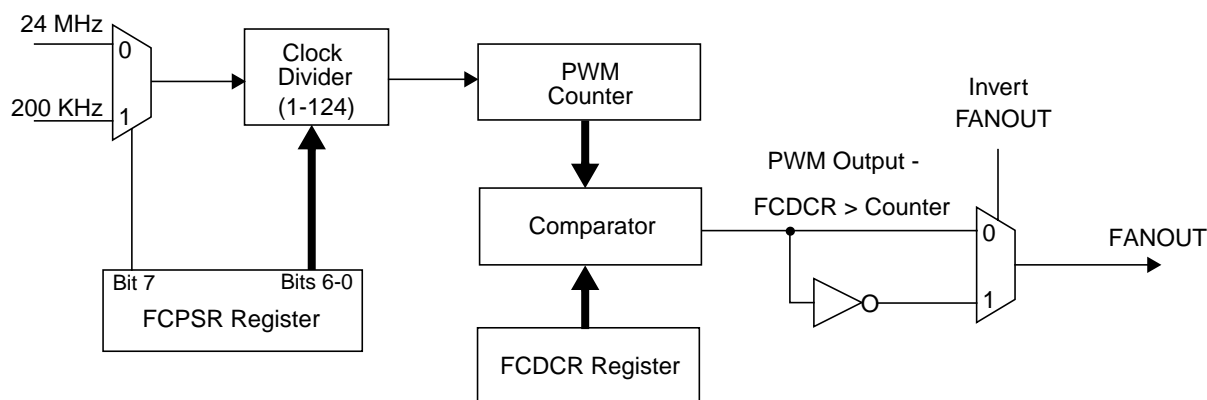 24 MHz
0
200 KHz
1
Clock
Divider
(1-124)
PWM
Counter
Invert
FANOUT
PWM Output -
FCDCR > Counter
Comparator
0
1
FANOUT
Bit 7
Bits 6-0
FCPSR Register
FCDCR Register